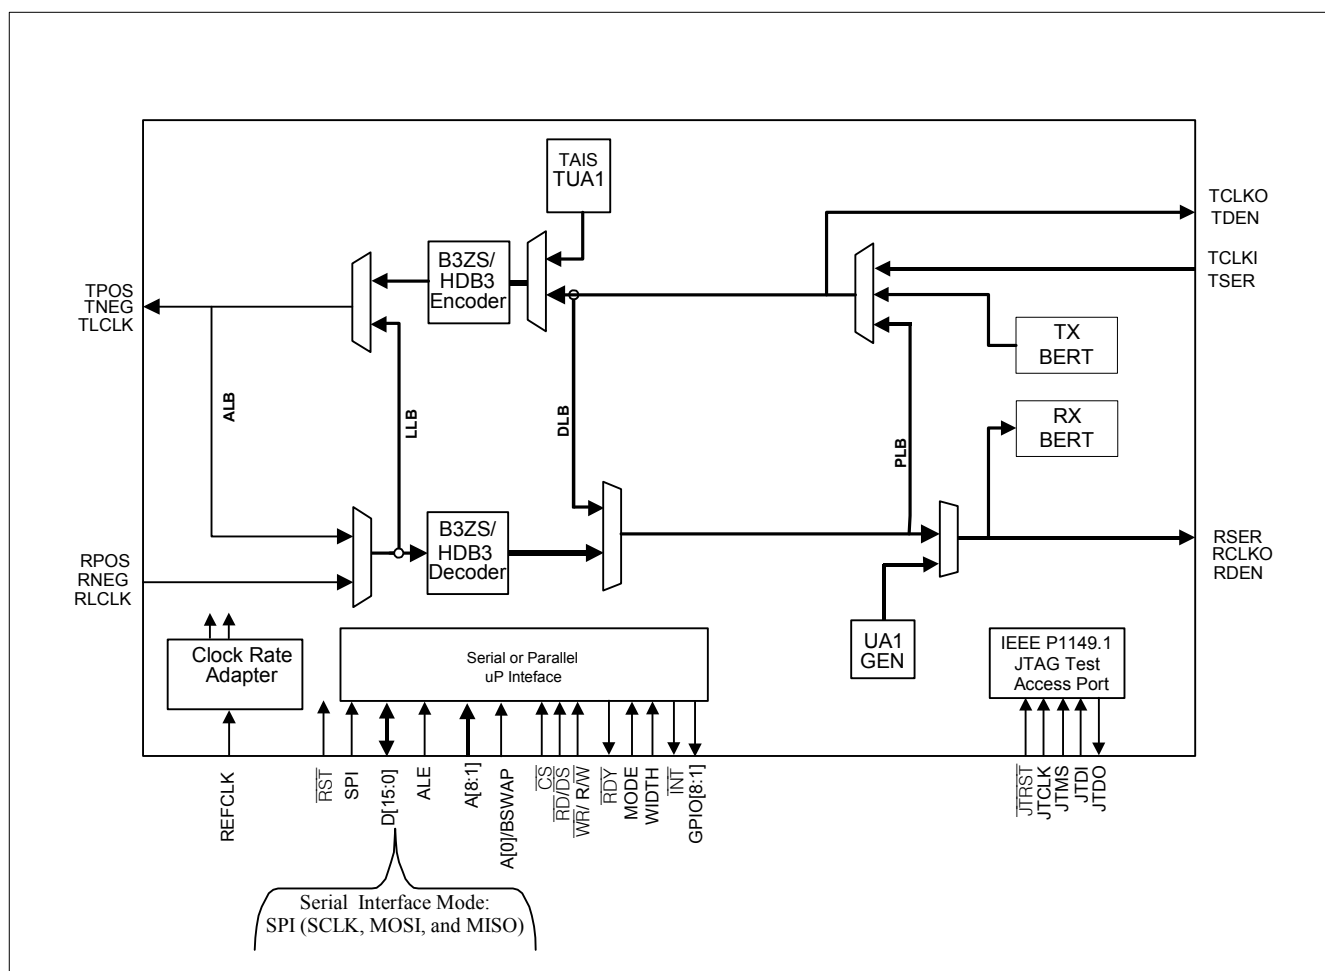 TAIS
TUA1
TCLKO
TDEN
TCLKI
TSER
B3ZS/
HDB3
Encoder
TPOS
TNEG
TLCLK
TX
BERT
ALB
LLB
DLB
PLB
RX
BERT
B3ZS/
HDB3
Decoder
RPOS
RNEG
RLCLK
RSER
RCLKO
RDEN
Clock Rate
Adapter
Serial or Parallel
uP Inteface
UA1
GEN
IEEE P1149.1
JTAG Test
Access Port
REFCLK
RST
SPI
D[15:0]
ALE
A[8:1]
A[0]/BSWAP
CS
RD/DS
WR/ R/W
RDY
MODE
WIDTH
INT
GPIO[8:1]
JTRST
JTCLK
JTMS
JTDI
JTDO
Serial Interface Mode:
SPI (SCLK, MOSI, and MISO)